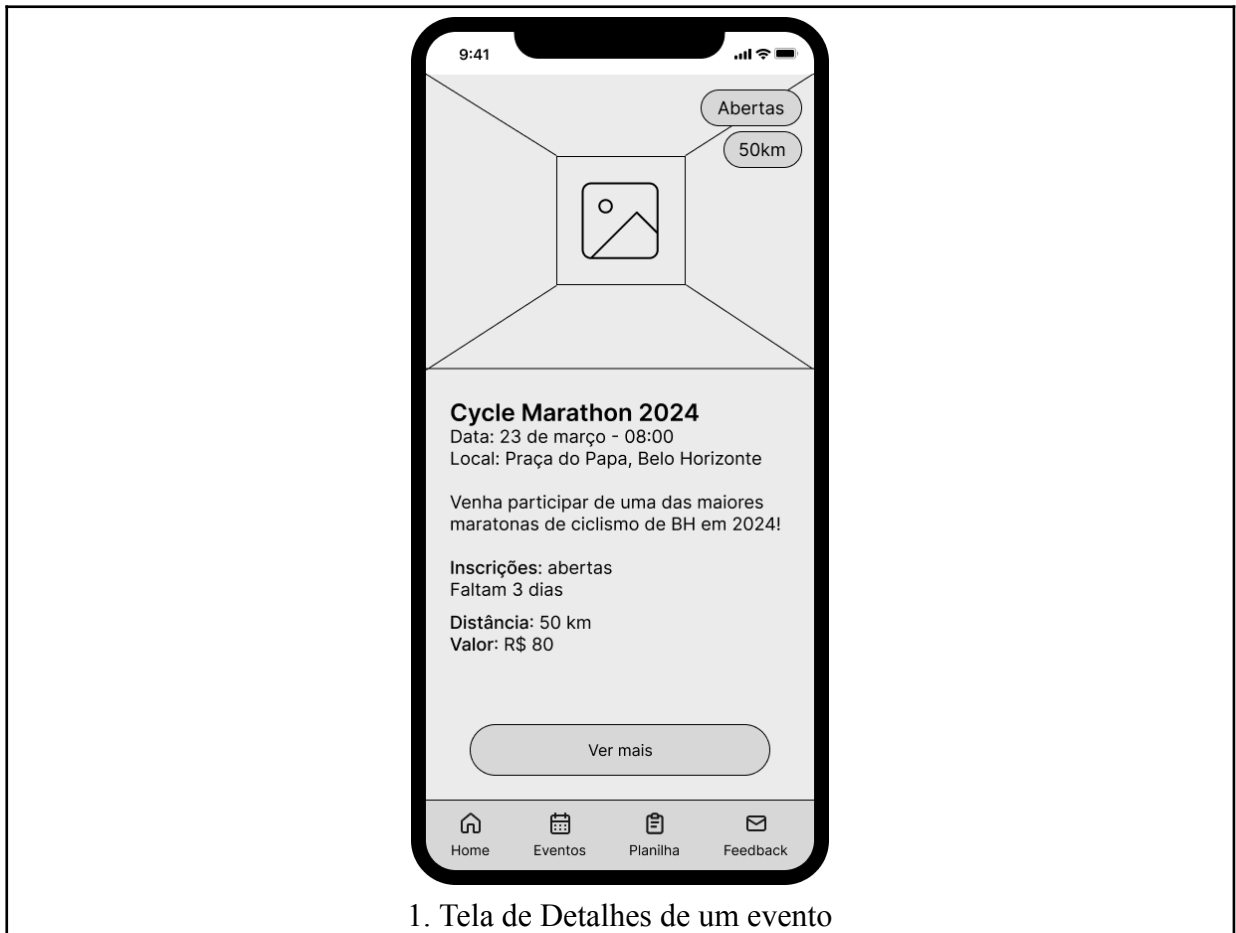 9:41
Abertas
50km
Cycle Marathon 2024
Data: 23 de março - 08:00
Local: Praça do Papa, Belo Horizonte
Venha participar de uma das maiores
maratonas de ciclismo de BH em 2024!
Inscrições: abertas
Faltam 3 dias
Distância: 50 km
Valor: R$ 80
Ver mais
Home Eventos Planilha Feedback
1. Tela de Detalhes de um evento